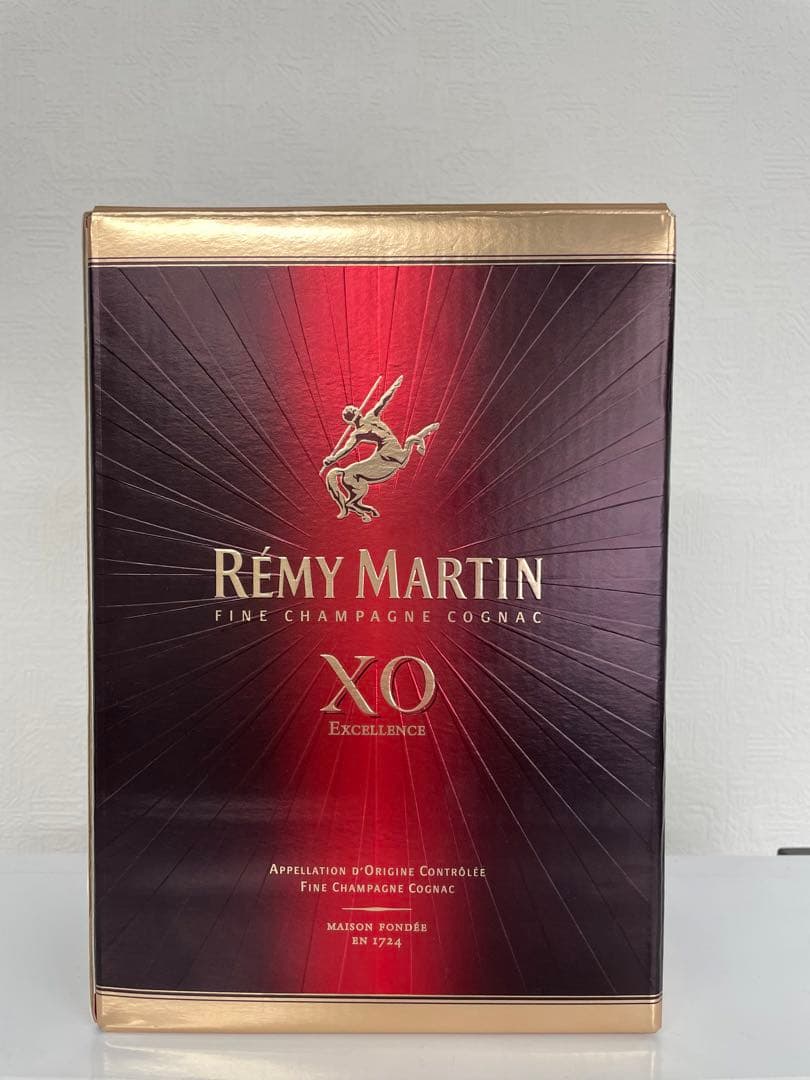 RÉMY MARTIN
FINE CHAMPAGNE COGNAC
XO
EXCELLENCE
APPELLATION D'ORIGINE CONTRÔLÉE
FINE CHAMPAGNE COGNAC
MAISON FONDÉE
EN 1724